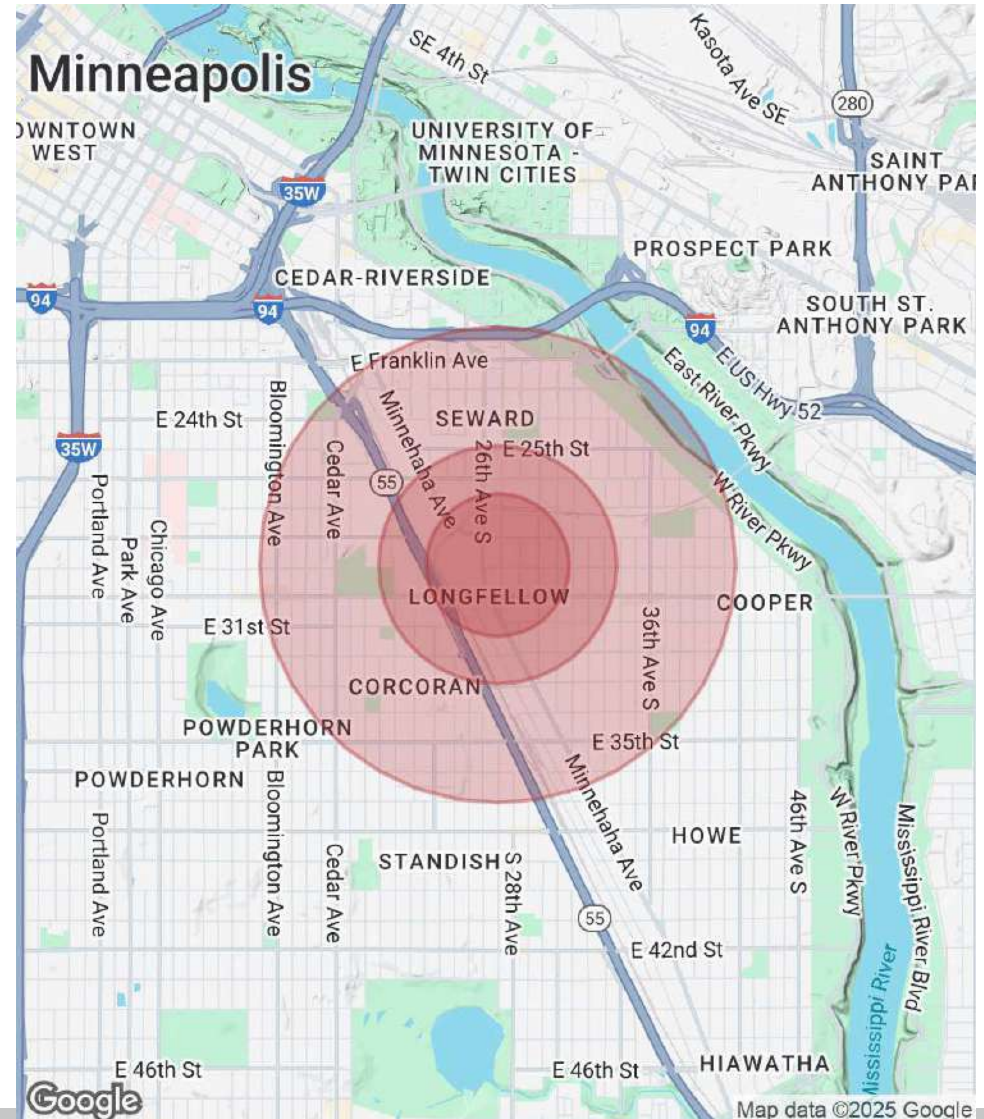 SE 4th St
Kasota Ave SE
Minneapolis
280
OWNTOWN
WEST
UNIVERSITY OF
MINNESOTA -
TWIN CITIES
SAINT
ANTHONY PAR
35W
PROSPECT PARK
CEDAR-RIVERSIDE
94
94
SOUTH ST.
ANTHONY PARK
94
E US Hwy 52
E Franklin Ave
East River Pkwy
Bloomington Ave
Minnehaha Ave
SEWARD
E 24th St
26th Ave S
E 25th St
35W
Cedar Ave
55
W River Pkwy
Portland Ave
Park Ave
Chicago Ave
LONGFELLOW
COOPER
E 31st St
36th Ave S
CORCORAN
POWDERHORN
PARK
E 35th St
POWDERHORN
Bloomington Ave
Minnehaha Ave
46th Ave S
W River Pkwy
Mississippi River Blvd
Portland Ave
HOWE
Cedar Ave
STANDISH
S 28th Ave
55
E 42nd St
Mississippi River
E 46th St
E 46th St
HIAWATHA
Google
Map data ©2025 Google